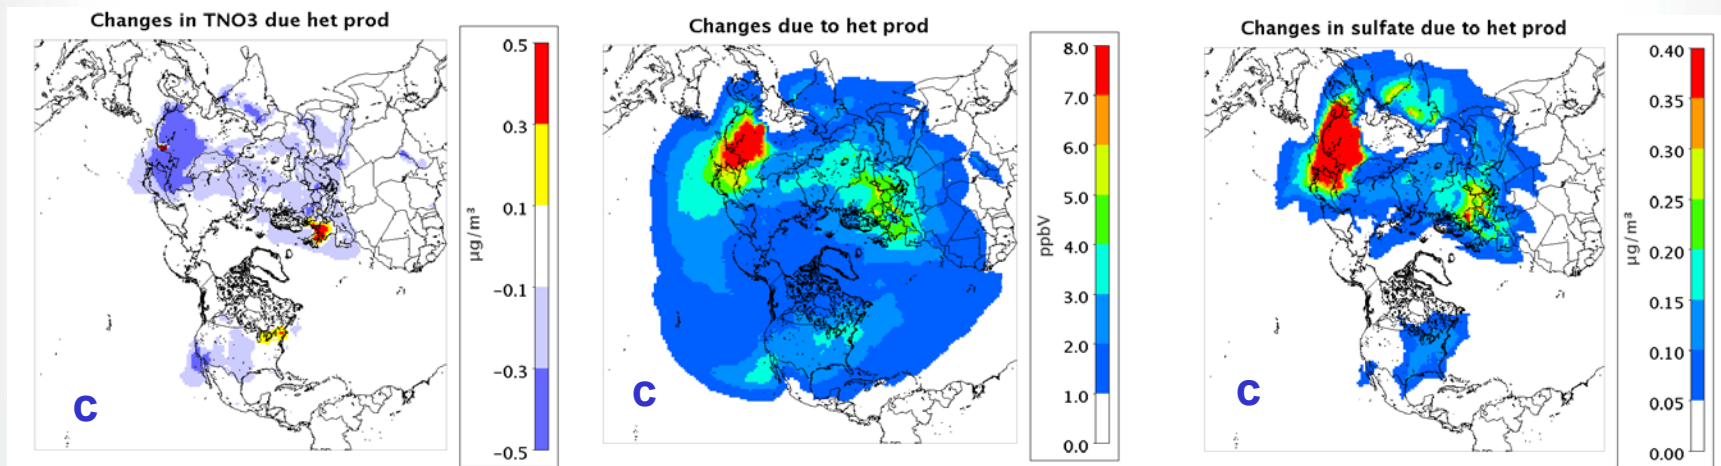 Changes in TNO3 due het prod
0.5
0.3
0.1
−0.1
−0.3
−0.5
μg/m³
C
Changes due to het prod
8.0
7.0
6.0
5.0
4.0
3.0
2.0
1.0
0.0
ppbV
C
Changes in sulfate due to het prod
0.40
0.35
0.30
0.25
0.20
0.15
0.10
0.05
0.00
μg/m³
C